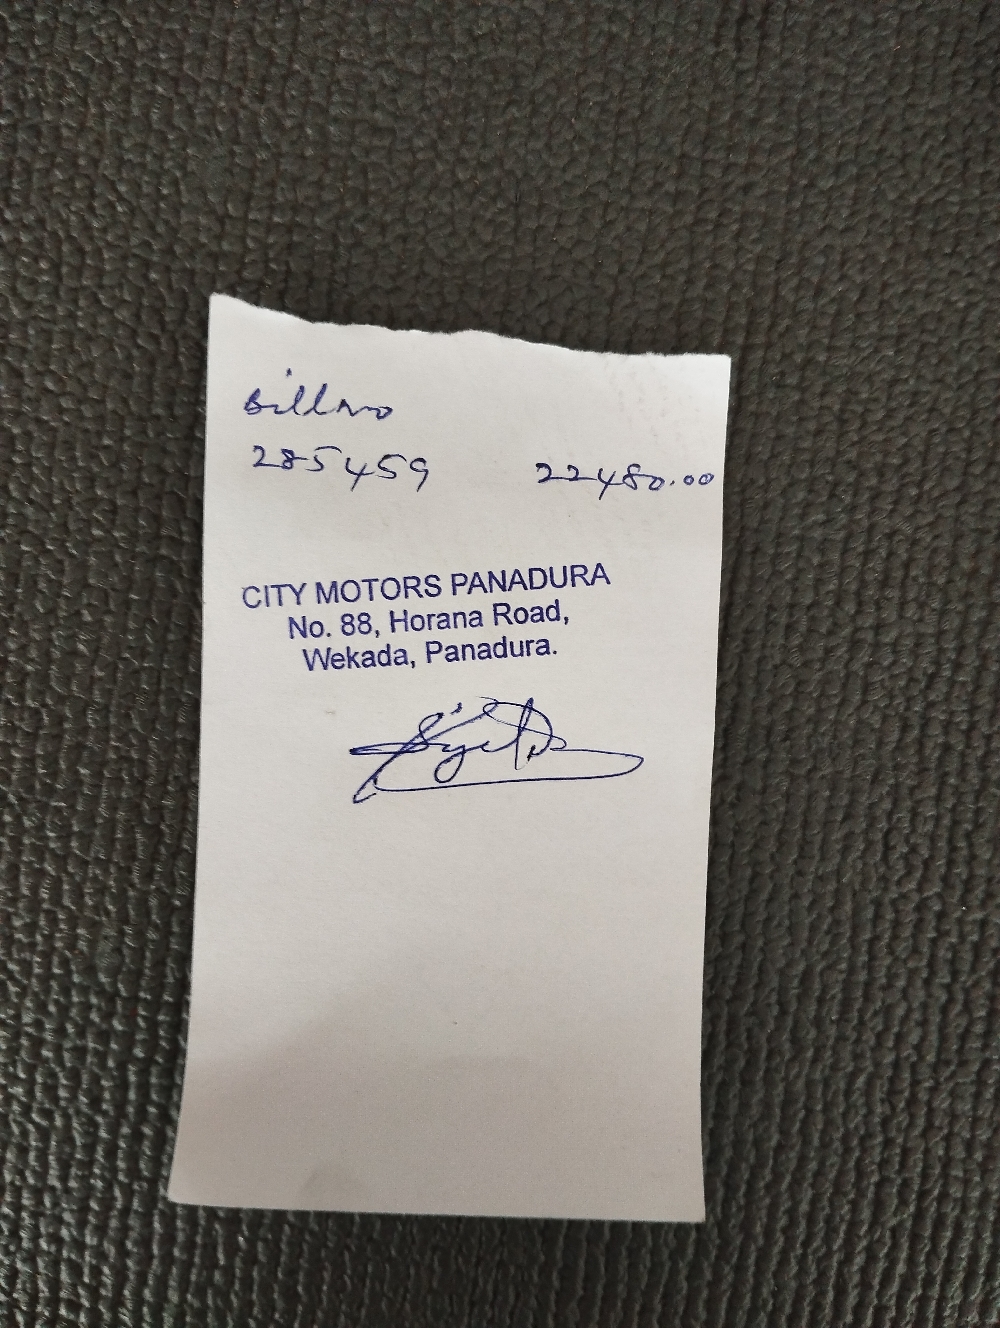 Bill No
285459 22480.00
CITY MOTORS PANADURA
No. 88, Horana Road,
Wekada, Panadura.